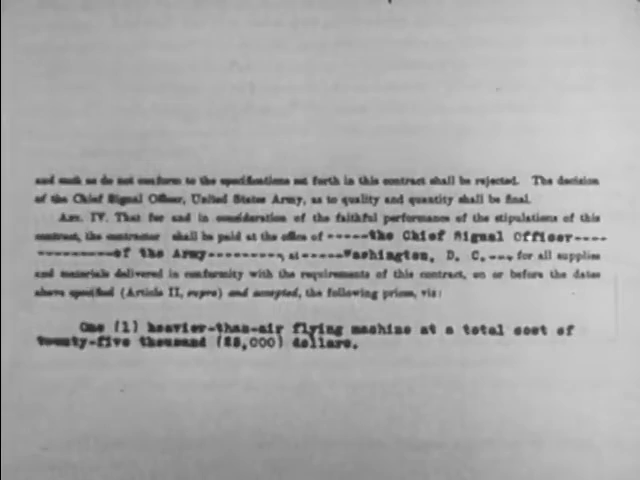 and such as do not conform to the specifications set forth in this contract shall be rejected. The decision
of the Chief Signal Officer, United States Army, as to quality and quantity shall be final.
ART. IV. That for and in consideration of the faithful performance of the stipulations of this
contract, the contractor shall be paid at the office of -----the Chief Signal Officer----
----------of the Army---------, at-----Washington, D. C.---, for all supplies
and materials delivered in conformity with the requirements of this contract, on or before the dates
above specified (Article II, supra) and accepted, the following prices, viz:
One (1) heavier-than-air flying machine at a total cost of
twenty-five thousand (25,000) dollars.